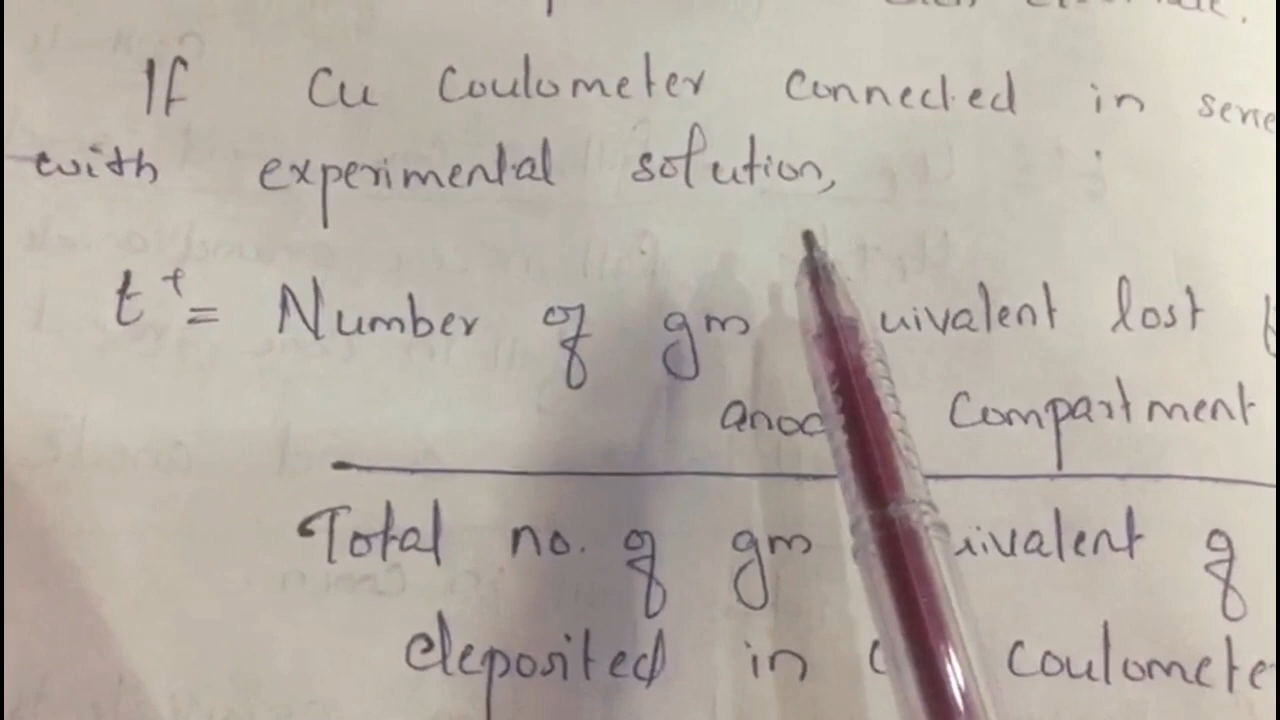 If Cu Coulometer connected in serie
with experimental solution,
t+ = Number of gm uivalent lost f
anod compartment
Total no. of gm ivalent of
deposited in C coulomete